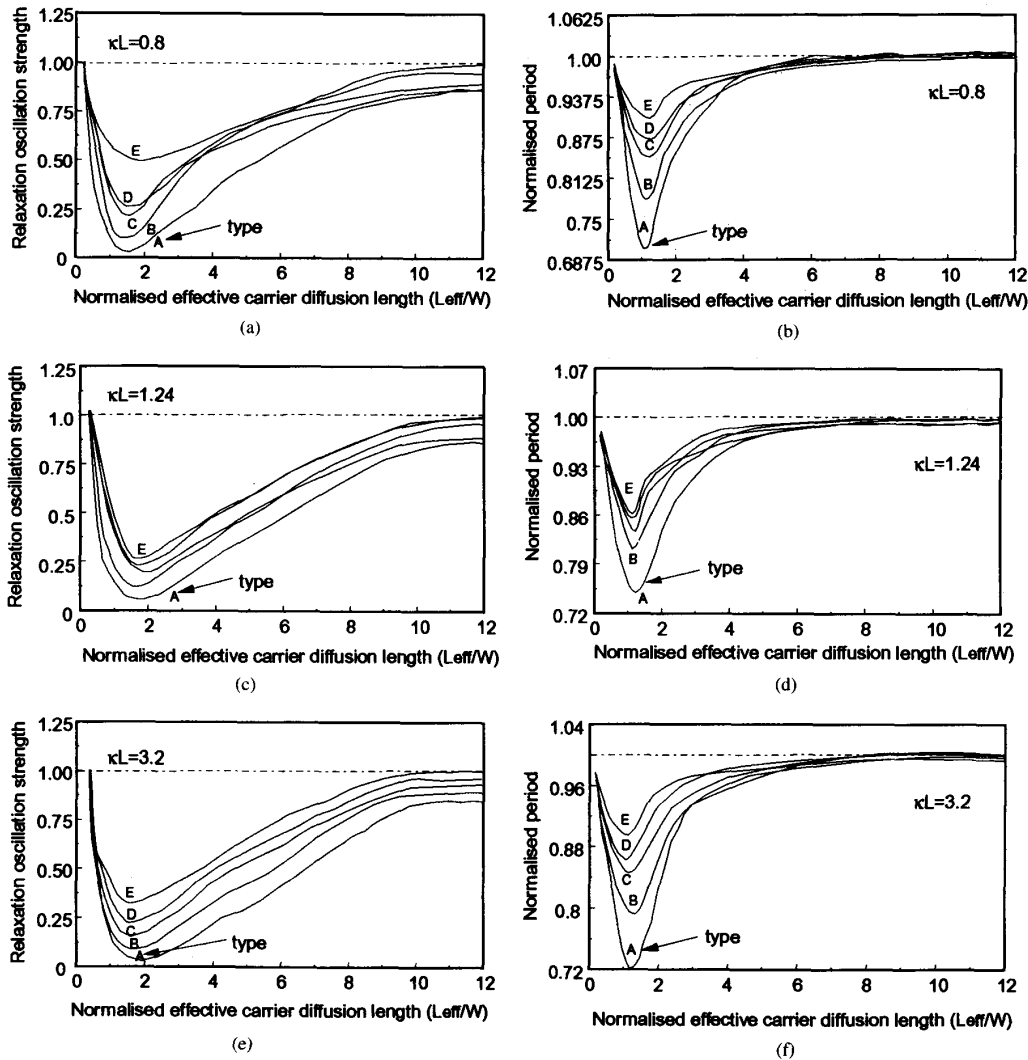 1.25
κL=0.8
1.00
0.75
0.50
0.25
0
E
D
C
B
A
type
0 2 4 6 8 10 12
Relaxation oscillation strength
Normalised effective carrier diffusion length (Leff/W)
(a)
1.0625
1.00
0.9375
0.875
0.8125
0.75
0.6875
κL=0.8
E
D
C
B
A
type
0 2 4 6 8 10 12
Normalised period
Normalised effective carrier diffusion length (Leff/W)
(b)
1.25
κL=1.24
1.0
0.75
0.5
0.25
0
E
A
type
0 2 4 6 8 10 12
Relaxation oscillation strength
Normalised effective carrier diffusion length (Leff/W)
(c)
1.07
1.00
0.93
0.86
0.79
0.72
κL=1.24
E
B
A
type
0 2 4 6 8 10 12
Normalised period
Normalised effective carrier diffusion length (Leff/W)
(d)
1.25
κL=3.2
1.00
0.75
0.50
0.25
0
E
D
C
B
A
type
0 2 4 6 8 10 12
Relaxation oscillation strength
Normalised effective carrier diffusion length (Leff/W)
(e)
1.04
0.96
0.88
0.8
0.72
κL=3.2
E
D
C
B
A
type
0 2 4 6 8 10 12
Normalised period
Normalised effective carrier diffusion length (Leff/W)
(f)